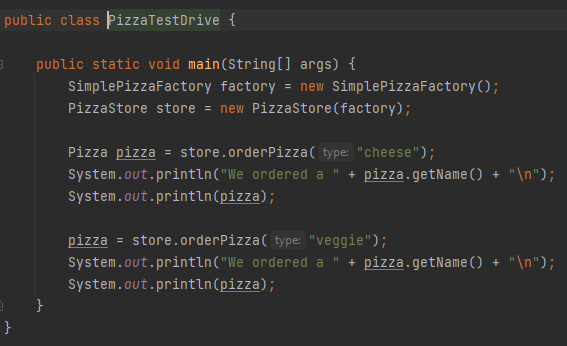 public class PizzaTestDrive {
public static void main(String[] args) {
SimplePizzaFactory factory = new SimplePizzaFactory();
PizzaStore store = new PizzaStore(factory);
Pizza pizza = store.orderPizza( type: "cheese");
System.out.println("We ordered a " + pizza.getName() + "\n");
System.out.println(pizza);
pizza = store.orderPizza( type: "veggie");
System.out.println("We ordered a " + pizza.getName() + "\n");
System.out.println(pizza);
}
}